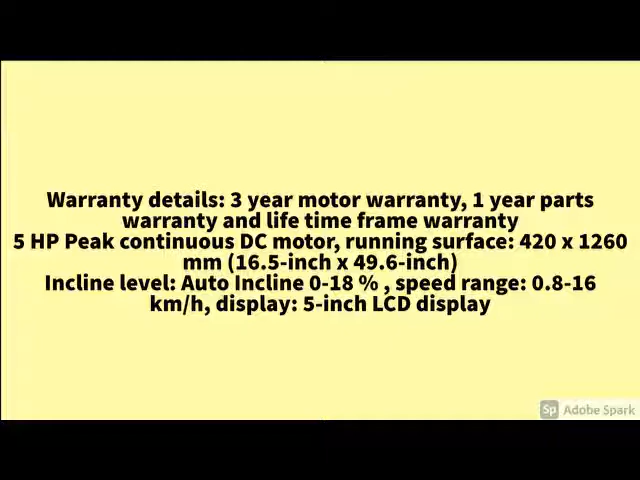 Warranty details: 3 year motor warranty, 1 year parts
warranty and life time frame warranty
5 HP Peak continuous DC motor, running surface: 420 x 1260
mm (16.5-inch x 49.6-inch)
Incline level: Auto Incline 0-18 % , speed range: 0.8-16
km/h, display: 5-inch LCD display
Sp Adobe Spark